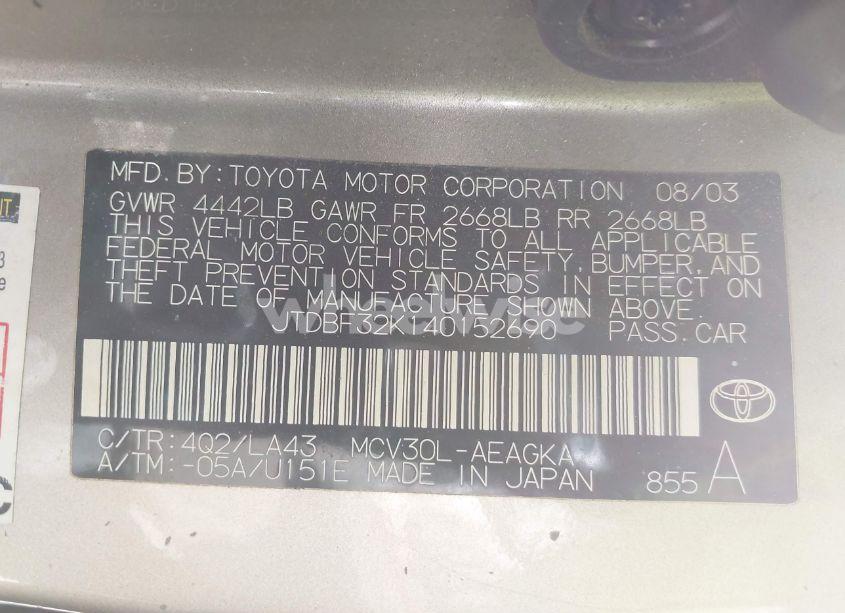 MFD. BY: TOYOTA MOTOR CORPORATION 08/03
GVWR 4442LB GAWR FR 2668LB RR 2668LB
THIS VEHICLE CONFORMS TO ALL APPLICABLE
FEDERAL MOTOR VEHICLE SAFETY, BUMPER, AND
THEFT PREVENTION STANDARDS IN EFFECT ON
THE DATE OF MANUFACTURE SHOWN ABOVE.
PASS. CAR
C/TR: 4Q2/LA43 MCV30L-AEAGKA
A/TM: -05A/U151E MADE IN JAPAN 855 A